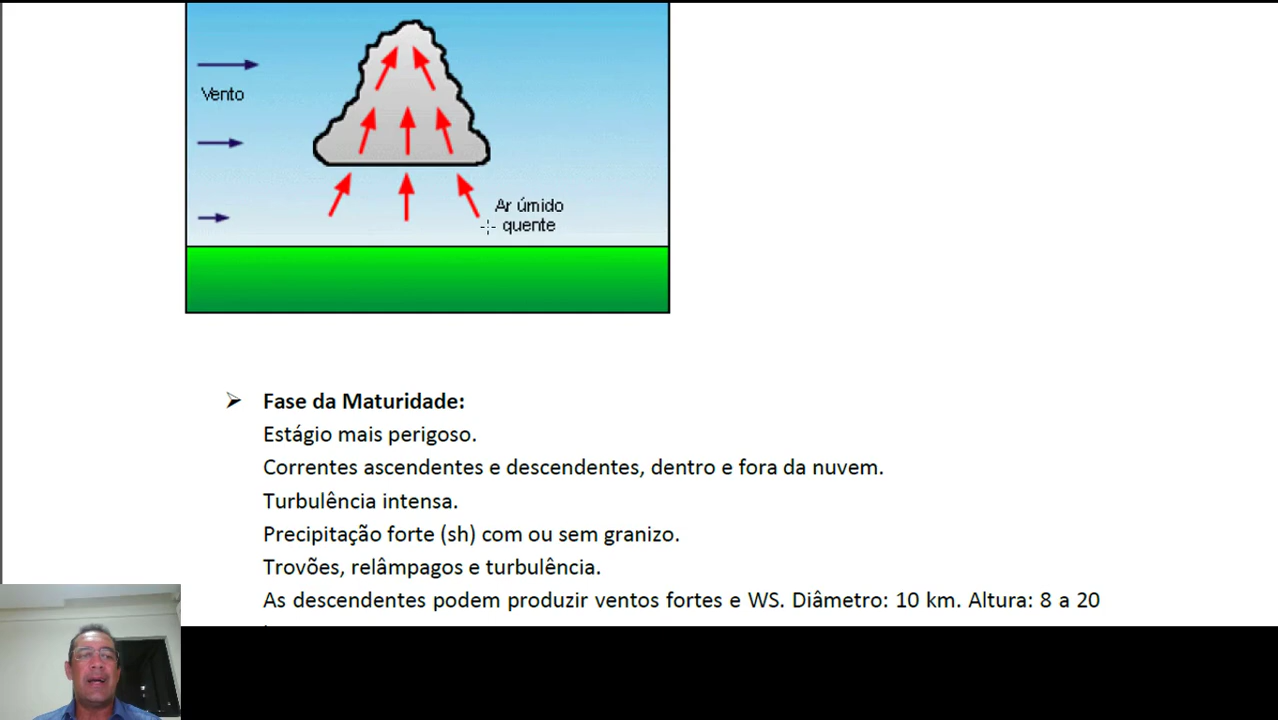 Vento
Ar úmido
quente
➢ Fase da Maturidade:
Estágio mais perigoso.
Correntes ascendentes e descendentes, dentro e fora da nuvem.
Turbulência intensa.
Precipitação forte (sh) com ou sem granizo.
Trovões, relâmpagos e turbulência.
As descendentes podem produzir ventos fortes e WS. Diâmetro: 10 km. Altura: 8 a 20